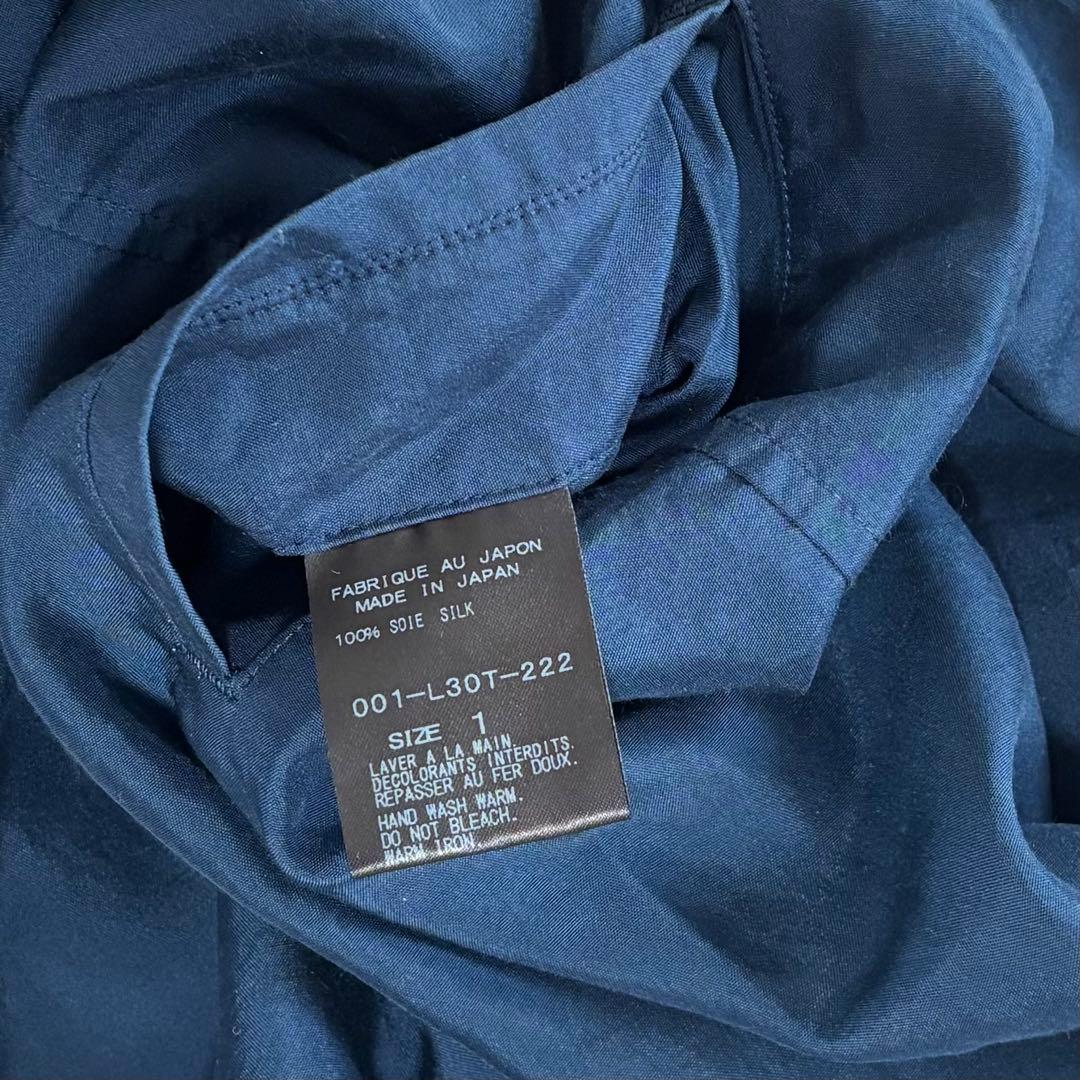 FABRIQUE AU JAPON
MADE IN JAPAN
100% SOIE SILK
001-L30T-222
SIZE 1
LAVER A LA MAIN
DECOLORANTS INTERDITS.
REPASSER AU FER DOUX.
HAND WASH WARM.
DO NOT BLEACH.
WARM IRON